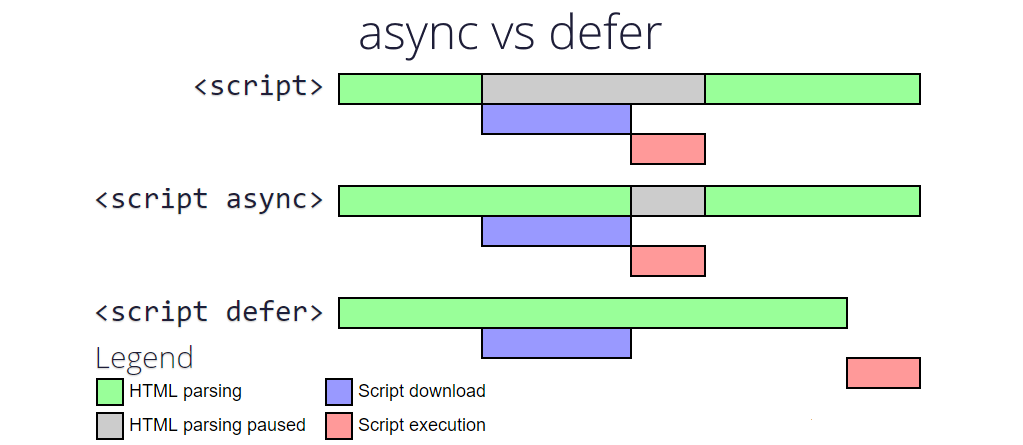 async vs defer
<script>
<script async>
<script defer>
Legend
HTML parsing
Script download
HTML parsing paused
Script execution